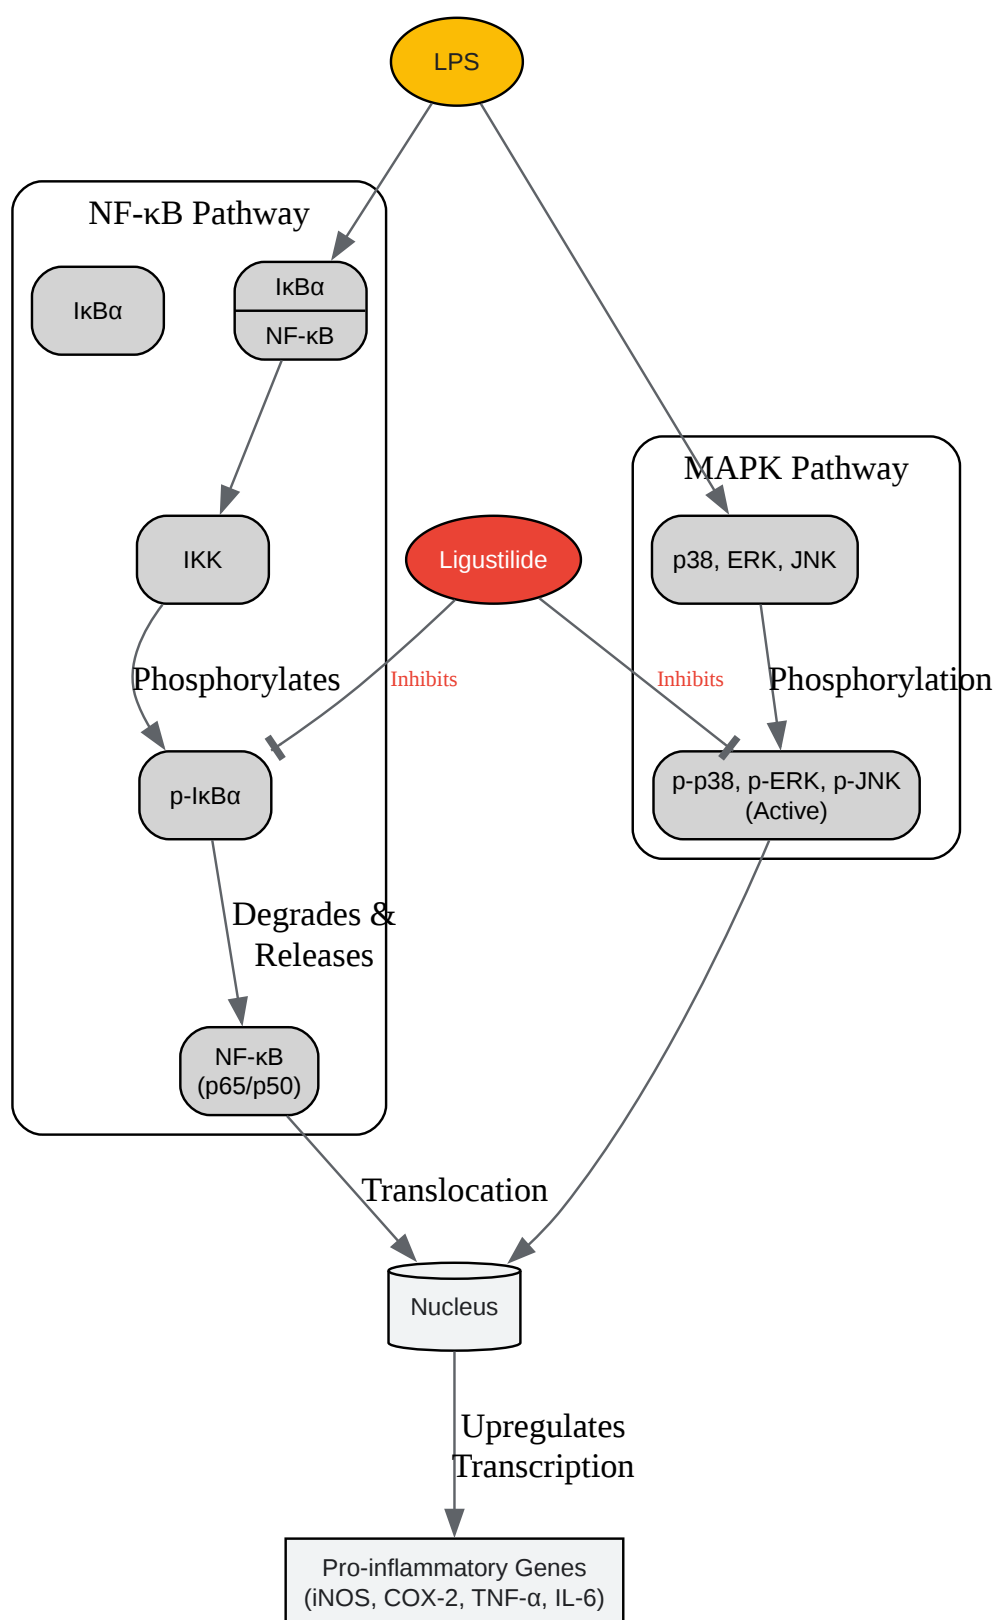 LPS
NF-κB Pathway
IκBα
IκBα
NF-κB
MAPK Pathway
IKK
Ligustilide
p38, ERK, JNK
Phosphorylates
Inhibits
Inhibits
Phosphorylation
p-IκBα
p-p38, p-ERK, p-JNK
(Active)
Degrades &
Releases
NF-κB
(p65/p50)
Translocation
Nucleus
Upregulates
Transcription
Pro-inflammatory Genes
(iNOS, COX-2, TNF-α, IL-6)